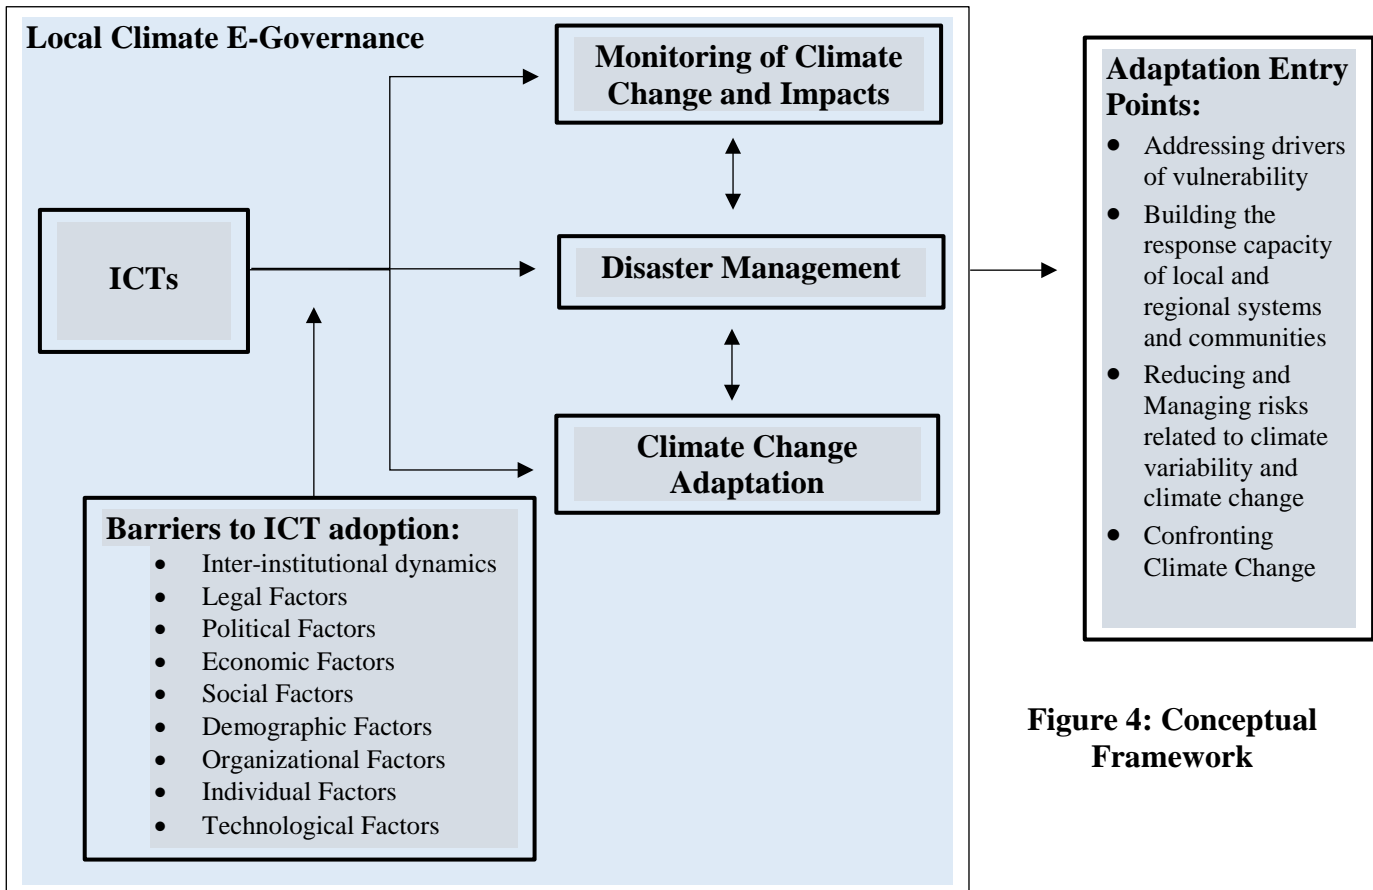 Local Climate E-Governance
Monitoring of Climate
Change and Impacts
ICTs
Disaster Management
Climate Change
Adaptation
Barriers to ICT adoption:
• Inter-institutional dynamics
• Legal Factors
• Political Factors
• Economic Factors
• Social Factors
• Demographic Factors
• Organizational Factors
• Individual Factors
• Technological Factors
Adaptation Entry
Points:
• Addressing drivers
of vulnerability
• Building the
response capacity
of local and
regional systems
and communities
• Reducing and
Managing risks
related to climate
variability and
climate change
• Confronting
Climate Change
Figure 4: Conceptual
Framework